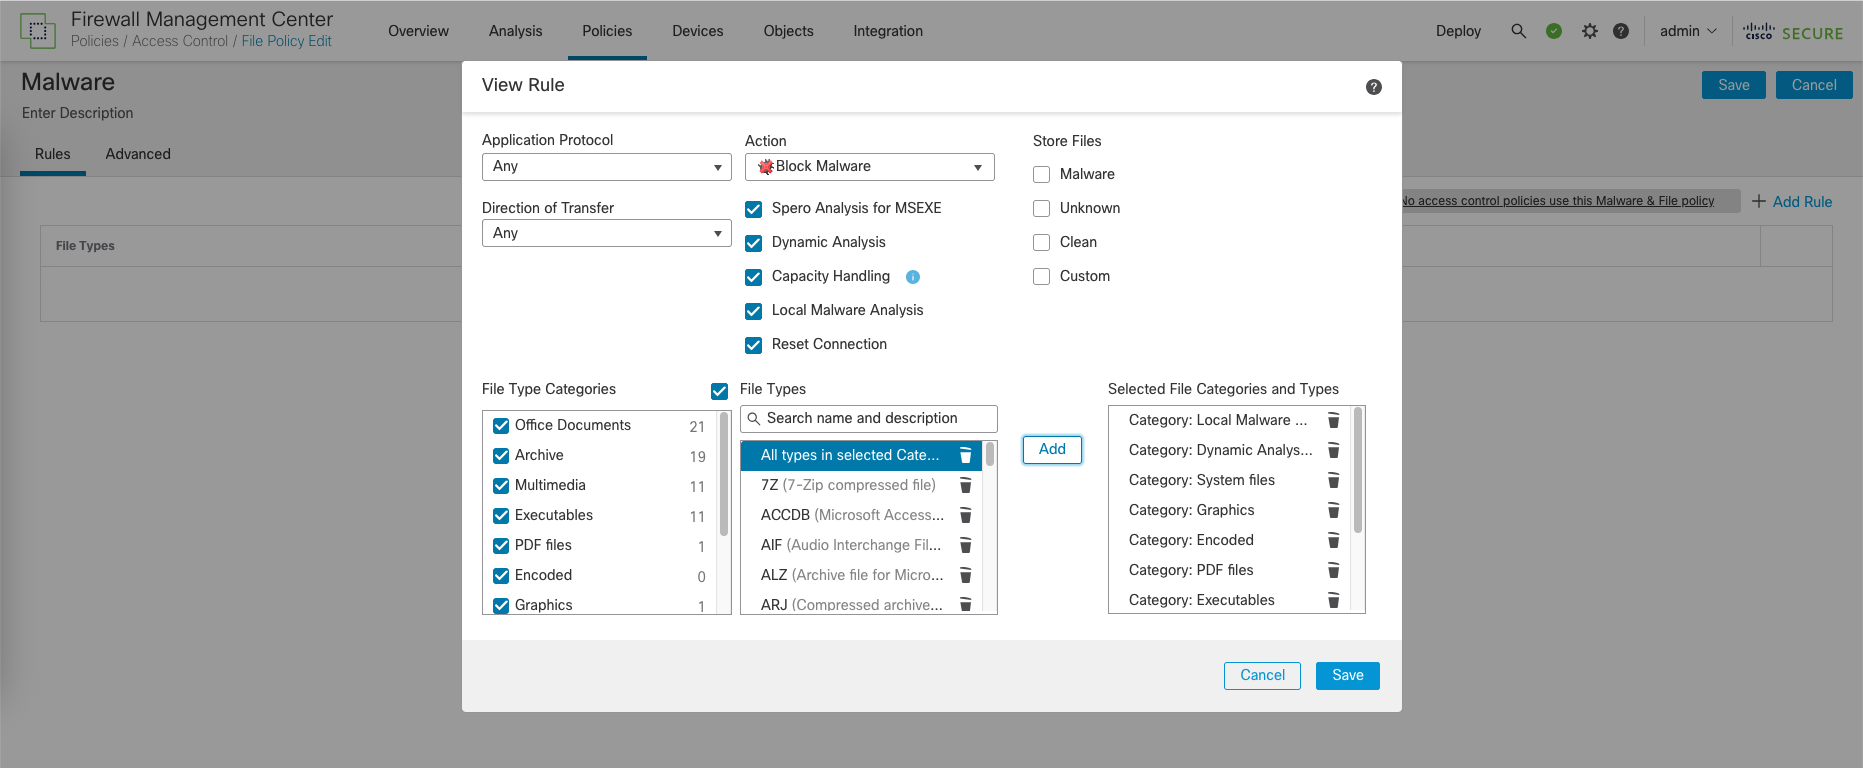 Firewall Management Center
Policies / Access Control / File Policy Edit
Overview
Analysis
Policies
Devices
Objects
Integration
Deploy
admin
cisco SECURE
Malware
Enter Description
Save
Cancel
Rules
Advanced
No access control policies use this Malware & File policy
Add Rule
File Types
View Rule
Application Protocol
Any
Direction of Transfer
Any
Action
Block Malware
Spero Analysis for MSEXE
Dynamic Analysis
Capacity Handling
Local Malware Analysis
Reset Connection
Store Files
Malware
Unknown
Clean
Custom
File Type Categories
Office Documents 21
Archive 19
Multimedia 11
Executables 11
PDF files 1
Encoded 0
Graphics 1
File Types
Search name and description
All types in selected Cate...
7Z (7-Zip compressed file)
ACCDB (Microsoft Access...
AIF (Audio Interchange Fil...
ALZ (Archive file for Micro...
ARJ (Compressed archive...
Add
Selected File Categories and Types
Category: Local Malware ...
Category: Dynamic Analys...
Category: System files
Category: Graphics
Category: Encoded
Category: PDF files
Category: Executables
Cancel
Save